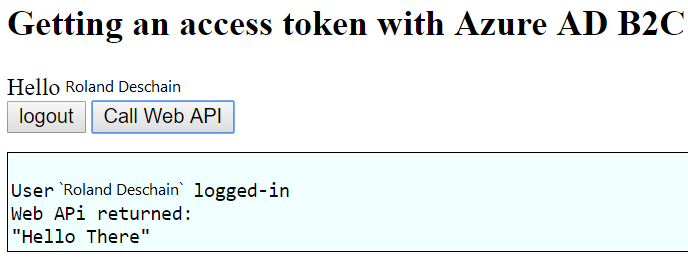 Getting an access token with Azure AD B2C
Hello Roland Deschain
logout Call Web API
User `Roland Deschain` logged-in
Web APi returned:
"Hello There"